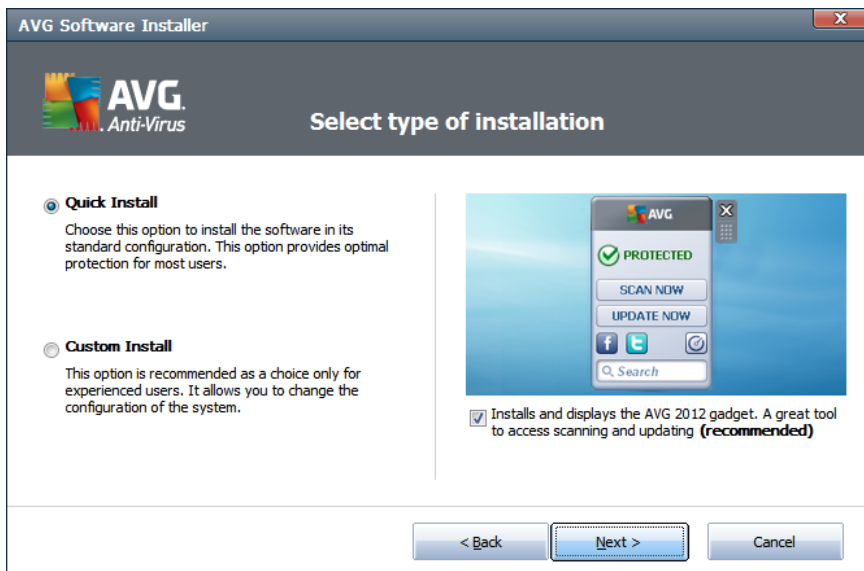 AVG Software Installer
X
AVG.
Anti-Virus
Select type of installation
Quick Install
Choose this option to install the software in its
standard configuration. This option provides optimal
protection for most users.
Custom Install
This option is recommended as a choice only for
experienced users. It allows you to change the
configuration of the system.
AVG
X
PROTECTED
SCAN NOW
UPDATE NOW
f
t
Search
Installs and displays the AVG 2012 gadget. A great tool
to access scanning and updating (recommended)
< Back
Next >
Cancel